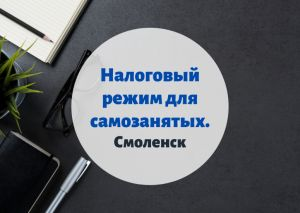 Налоговый
режим для
самозанятых.
Смоленск